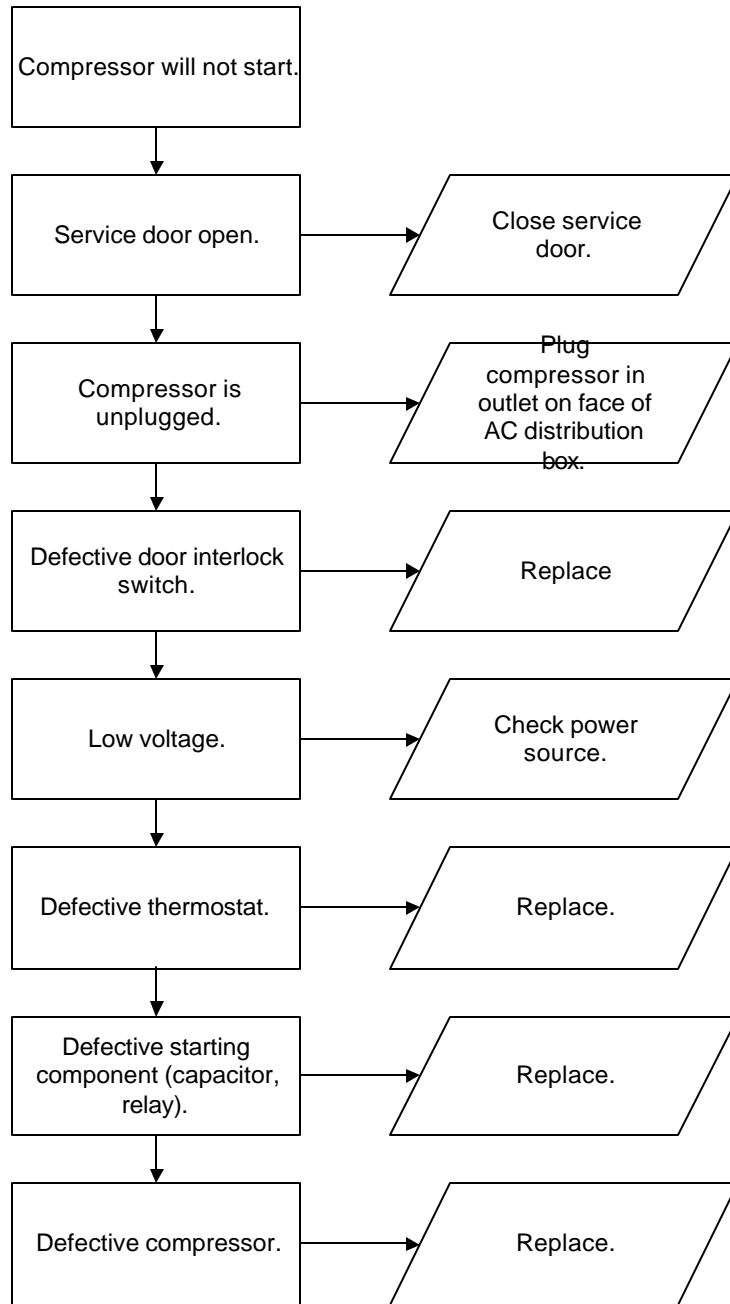 Compressor will not start.
Service door open.
Close service
door.
Compressor is
unplugged.
Plug
compressor in
outlet on face of
AC distribution
box.
Defective door interlock
switch.
Replace
Low voltage.
Check power
source.
Defective thermostat.
Replace.
Defective starting
component (capacitor,
relay).
Replace.
Defective compressor.
Replace.